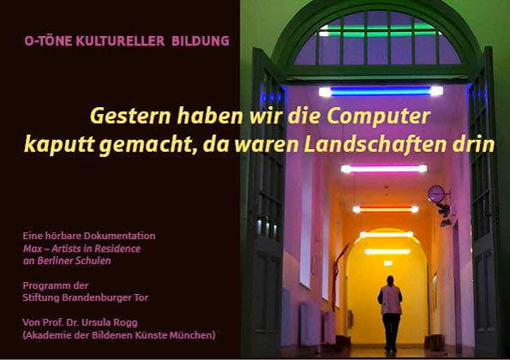 O-TÖNE KULTURELLER BILDUNG
Gestern haben wir die Computer
kaputt gemacht, da waren Landschaften drin
Eine hörbare Dokumentation
Max – Artists in Residence
an Berliner Schulen
Programm der
Stiftung Brandenburger Tor
Von Prof. Dr. Ursula Rogg
(Akademie der Bildenen Künste München)